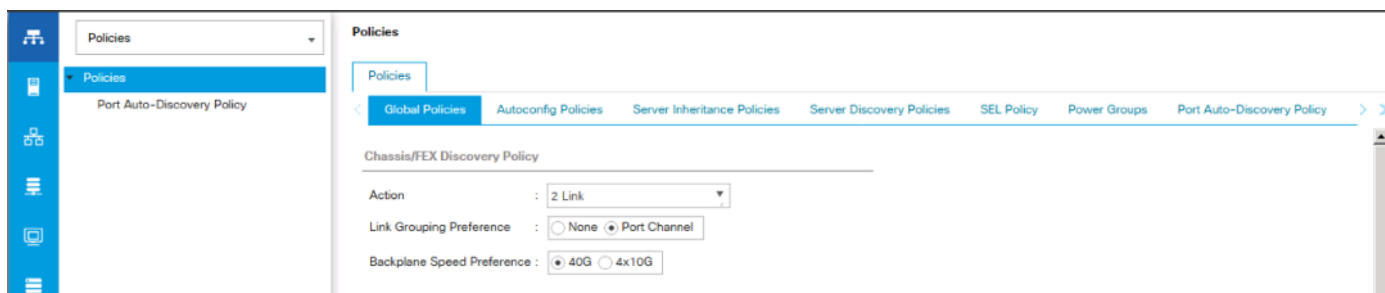 Policies
Policies
Port Auto-Discovery Policy
Policies
Policies
Global Policies Autoconfig Policies Server Inheritance Policies Server Discovery Policies SEL Policy Power Groups Port Auto-Discovery Policy
Chassis/FEX Discovery Policy
Action : 2 Link
Link Grouping Preference : None Port Channel
Backplane Speed Preference : 40G 4x10G